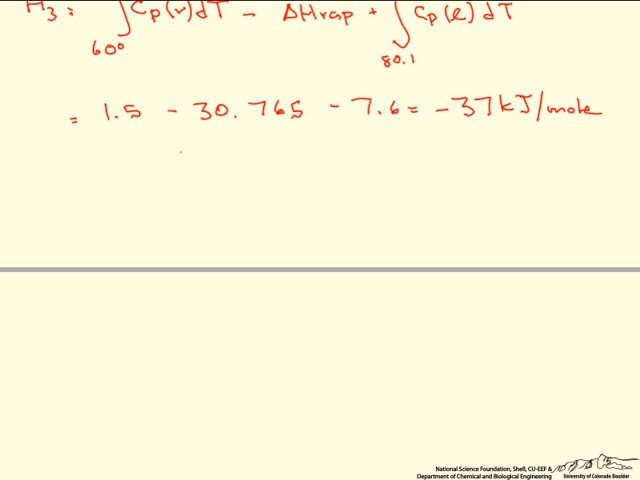 H₃ = ∫ Cp(v)dT - ΔHvap + ∫ Cp(l)dT
60° 80.1
= 1.5 - 30.765 - 7.6 = -37 kJ/mole
National Science Foundation, Shell, CU-EEF &
Department of Chemical and Biological Engineering
University of Colorado Boulder